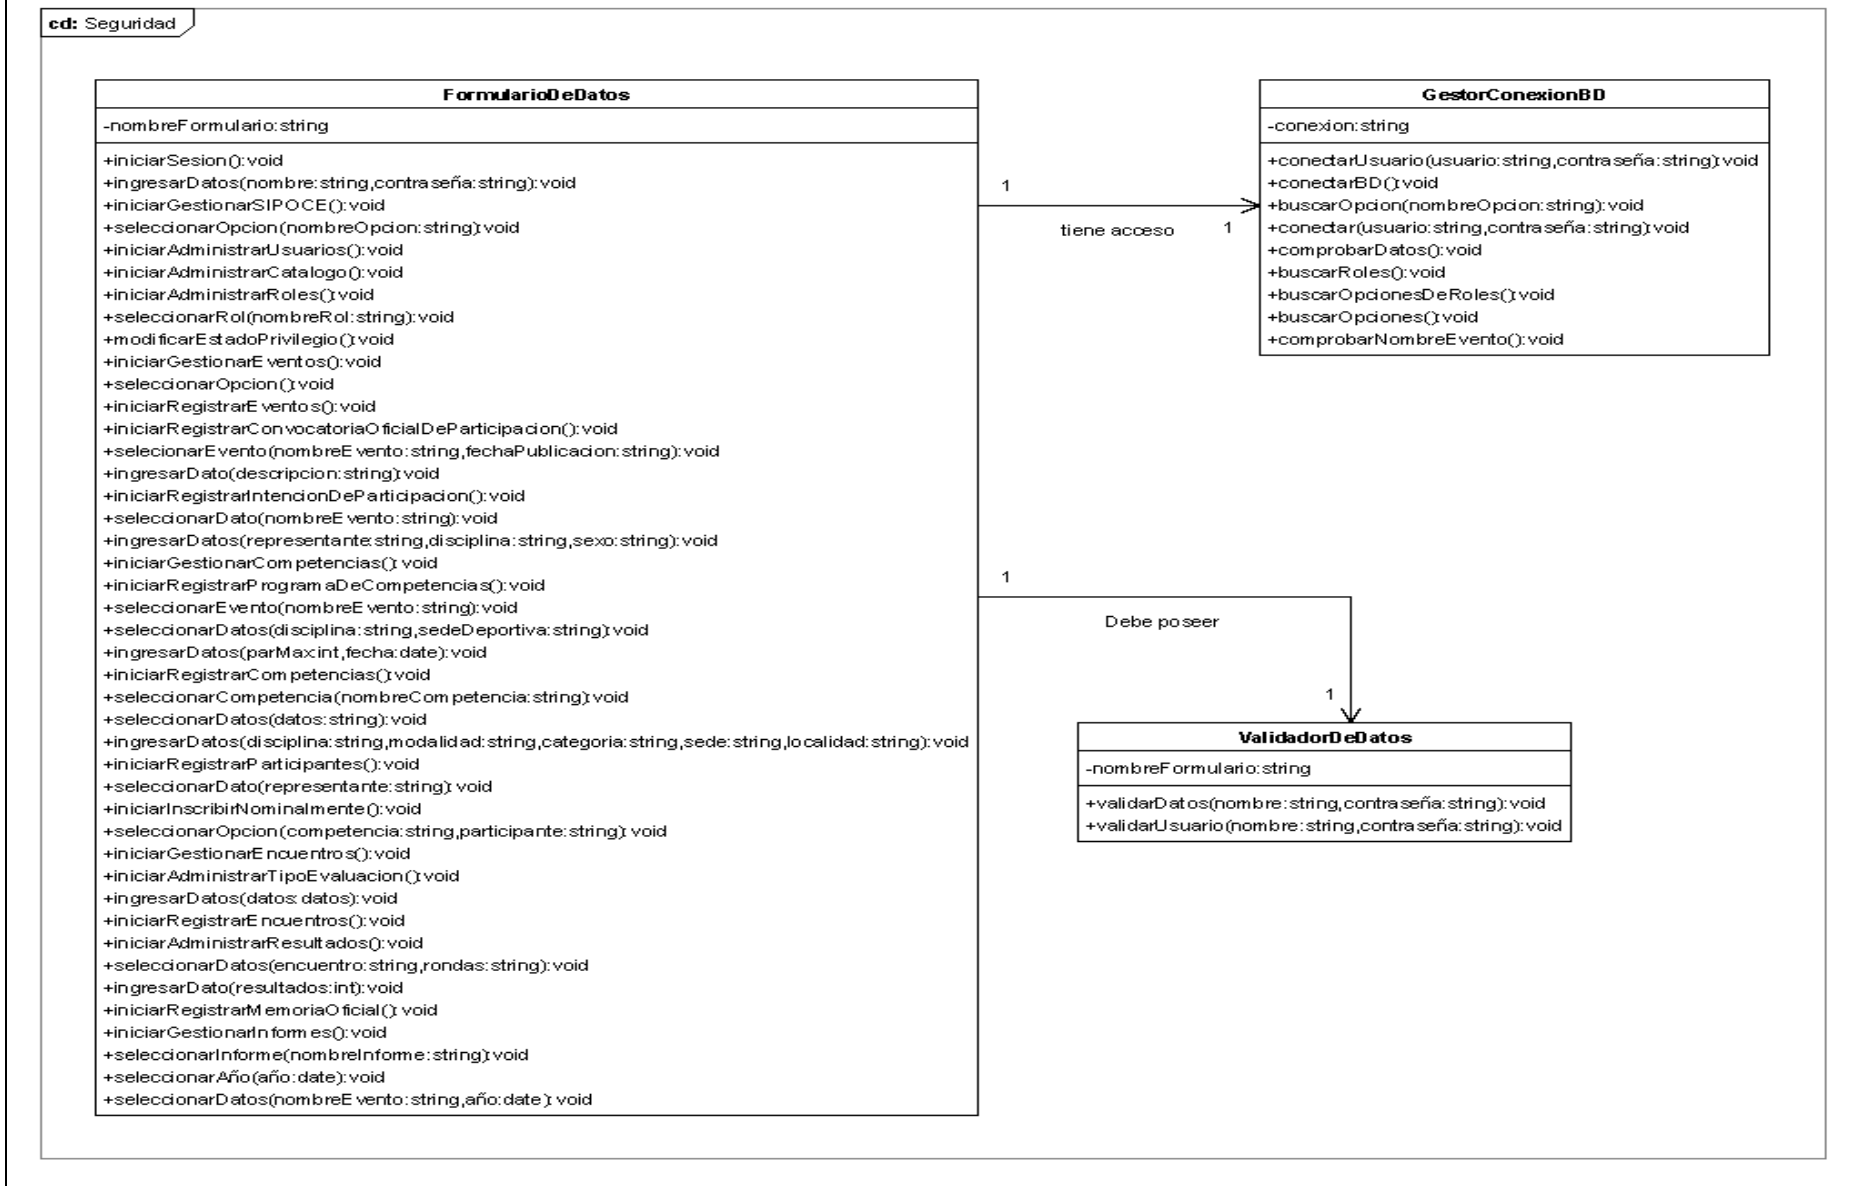 cd: Seguridad
FormularioDeDatos
-nombreFormulario:string
+iniciarSesion():void
+ingresarDatos(nombre:string,contraseña:string):void
+iniciarGestionarSIPOCE():void
+seleccionarOpcion(nombreOpcion:string):void
+iniciarAdministrarUsuarios():void
+iniciarAdministrarCatalogo():void
+iniciarAdministrarRoles():void
+seleccionarRol(nombreRol:string):void
+modificarEstadoPrivilegio():void
+iniciarGestionarEventos():void
+seleccionarOpcion():void
+iniciarRegistrarEventos():void
+iniciarRegistrarConvocatoriaOficialDeParticipacion():void
+selecionarEvento(nombreEvento:string,fechaPublicacion:string):void
+ingresarDato(descripcion:string):void
+iniciarRegistrarIntencionDeParticipacion():void
+seleccionarDato(nombreEvento:string):void
+ingresarDatos(representante:string,disciplina:string,sexo:string):void
+iniciarGestionarCompetencias():void
+iniciarRegistrarProgramaDeCompetencias():void
+seleccionarEvento(nombreEvento:string):void
+seleccionarDatos(disciplina:string,sedeDeportiva:string):void
+ingresarDatos(parMax:int,fecha:date):void
+iniciarRegistrarCompetencias():void
+seleccionarCompetencia(nombreCompetencia:string):void
+seleccionarDatos(datos:string):void
+ingresarDatos(disciplina:string,modalidad:string,categoria:string,sede:string,localidad:string):void
+iniciarRegistrarParticipantes():void
+seleccionarDato(representante:string):void
+iniciarInscribirNominalmente():void
+seleccionarOpcion(competencia:string,participante:string):void
+iniciarGestionarEncuentros():void
+iniciarAdministrarTipoEvaluacion():void
+ingresarDatos(datos:datos):void
+iniciarRegistrarEncuentros():void
+iniciarAdministrarResultados():void
+seleccionarDatos(encuentro:string,rondas:string):void
+ingresarDato(resultados:int):void
+iniciarRegistrarMemoriaOficial():void
+iniciarGestionarInformes():void
+seleccionarInforme(nombreInforme:string):void
+seleccionarAño(año:date):void
+seleccionarDatos(nombreEvento:string,año:date):void
1
tiene acceso
1
GestorConexionBD
-conexion:string
+conectarUsuario(usuario:string,contraseña:string):void
+conectarBD():void
+buscarOpcion(nombreOpcion:string):void
+conectar(usuario:string,contraseña:string):void
+comprobarDatos():void
+buscarRoles():void
+buscarOpcionesDeRoles():void
+buscarOpciones():void
+comprobarNombreEvento():void
1
Debe poseer
1
ValidadorDeDatos
-nombreFormulario:string
+validarDatos(nombre:string,contraseña:string):void
+validarUsuario(nombre:string,contraseña:string):void